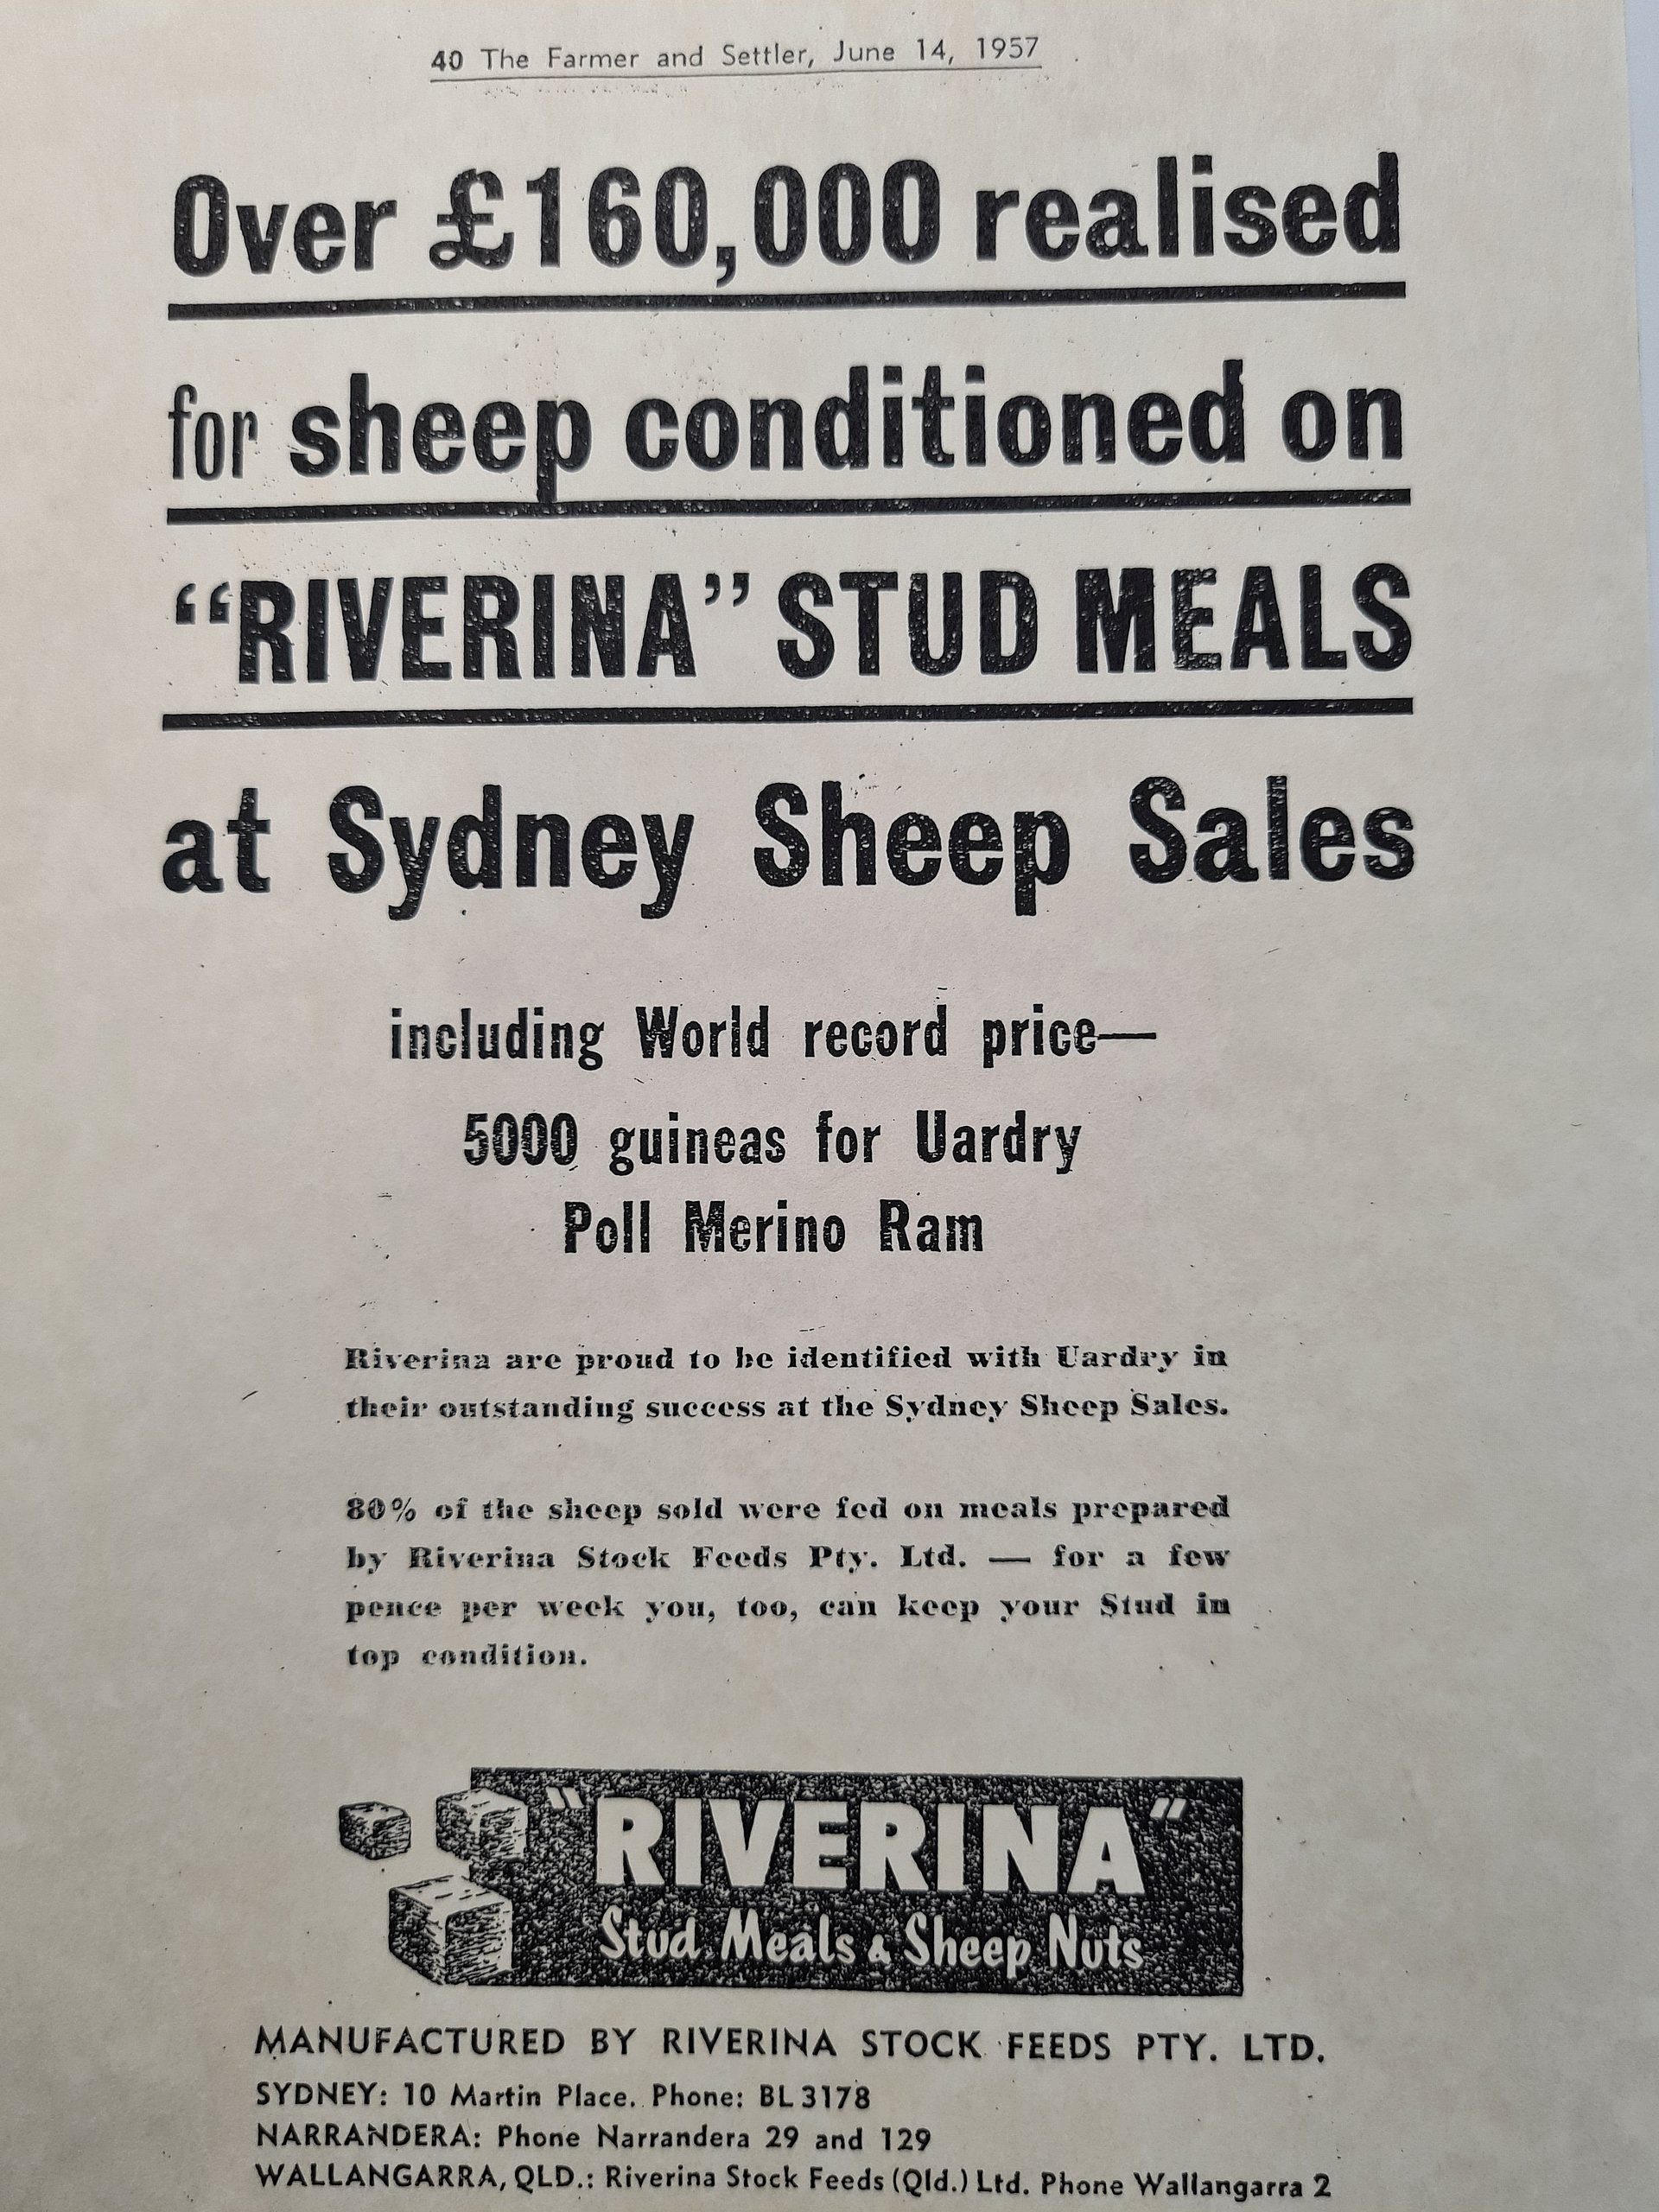 40 The Farmer and Settler, June 14, 1957
Over £160,000 realised
for sheep conditioned on
“RIVERINA” STUD MEALS
at Sydney Sheep Sales
including World record price—
5000 guineas for Uardry
Poll Merino Ram
Riverina are proud to be identified with Uardry in
their outstanding success at the Sydney Sheep Sales.
80% of the sheep sold were fed on meals prepared
by Riverina Stock Feeds Pty. Ltd. — for a few
pence per week you, too, can keep your Stud in
top condition.
"RIVERINA"
Stud Meals & Sheep Nuts
MANUFACTURED BY RIVERINA STOCK FEEDS PTY. LTD.
SYDNEY: 10 Martin Place. Phone: BL 3178
NARRANDERA: Phone Narrandera 29 and 129
WALLANGARRA, QLD.: Riverina Stock Feeds (Qld.) Ltd. Phone Wallangarra 2